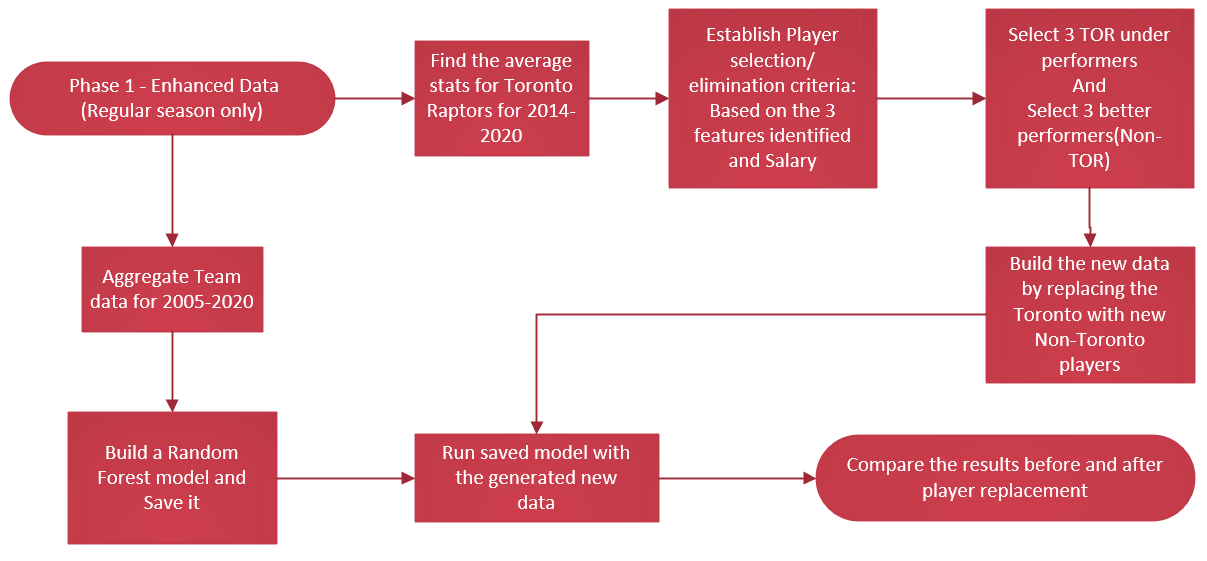 Phase 1 - Enhanced Data
(Regular season only)
Find the average
stats for Toronto
Raptors for 2014-
2020
Establish Player
selection/
elimination criteria:
Based on the 3
features identified
and Salary
Select 3 TOR under
performers
And
Select 3 better
performers(Non-
TOR)
Aggregate Team
data for 2005-2020
Build the new data
by replacing the
Toronto with new
Non-Toronto
players
Build a Random
Forest model and
Save it
Run saved model with
the generated new
data
Compare the results before and after
player replacement